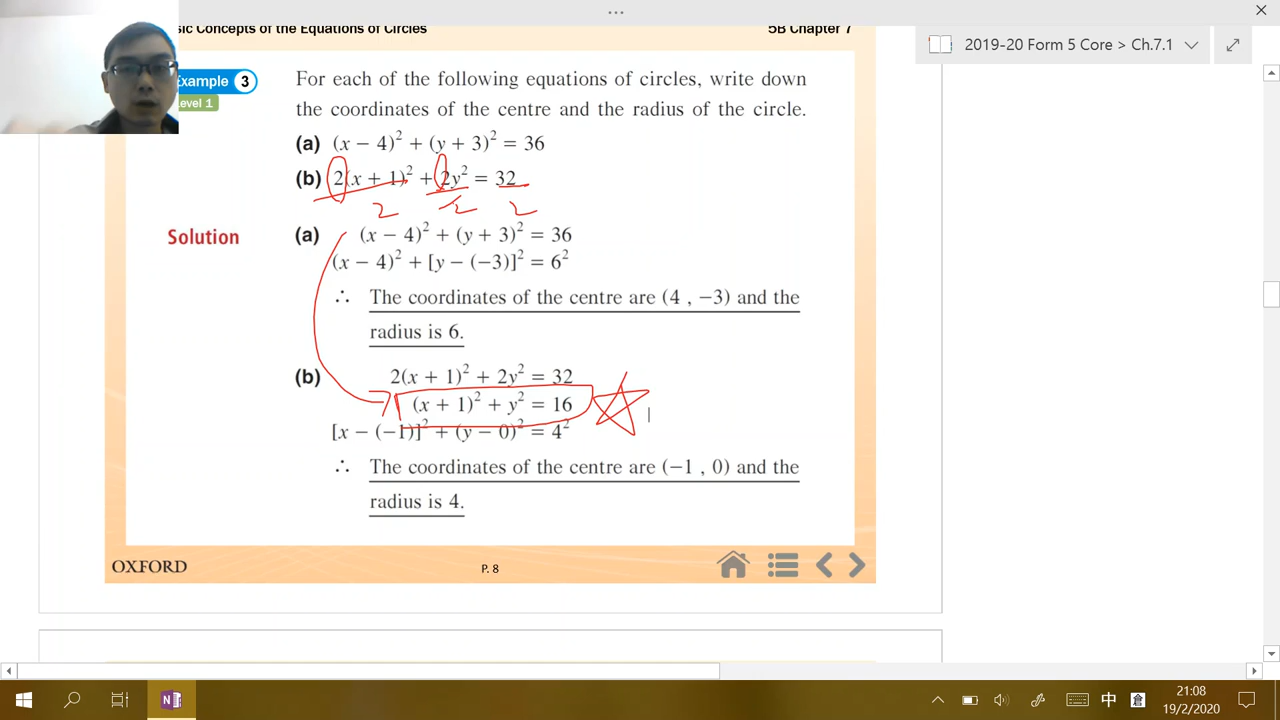 sic Concepts of the Equations of Circles
5B Chapter 7
2019-20 Form 5 Core > Ch.7.1
Example 3
Level 1
For each of the following equations of circles, write down
the coordinates of the centre and the radius of the circle.
(a) (x − 4)² + (y + 3)² = 36
(b) 2(x + 1)² + 2y² = 32
2 2 2
Solution
(a) (x − 4)² + (y + 3)² = 36
(x − 4)² + [y − (−3)]² = 6²
∴ The coordinates of the centre are (4 , −3) and the
radius is 6.
(b) 2(x + 1)² + 2y² = 32
(x + 1)² + y² = 16
[x − (−1)]² + (y − 0)² = 4²
∴ The coordinates of the centre are (−1 , 0) and the
radius is 4.
OXFORD
P. 8
中
倉
21:08
19/2/2020